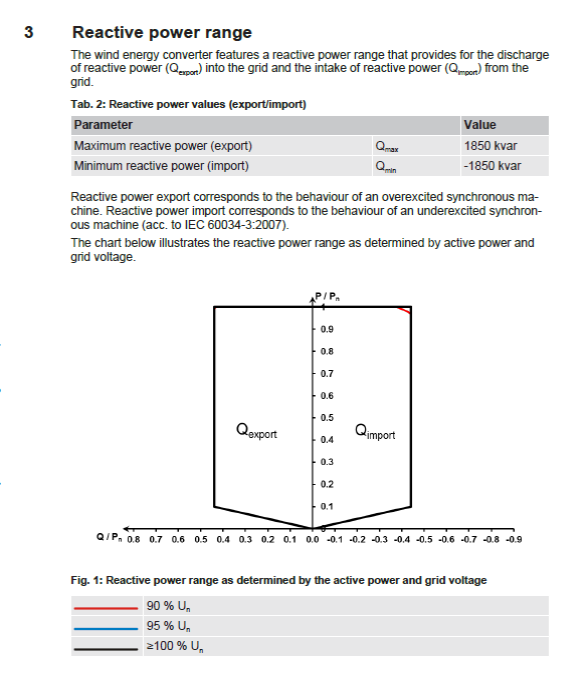 3 Reactive power range
The wind energy converter features a reactive power range that provides for the discharge
of reactive power (Qexport) into the grid and the intake of reactive power (Qimport) from the
grid.
Tab. 2: Reactive power values (export/import)
Parameter Value
Maximum reactive power (export) Qmax 1850 kvar
Minimum reactive power (import) Qmin -1850 kvar
Reactive power export corresponds to the behaviour of an overexcited synchronous ma-
chine. Reactive power import corresponds to the behaviour of an underexcited synchron-
ous machine (acc. to IEC 60034-3:2007).
The chart below illustrates the reactive power range as determined by active power and
grid voltage.
P / Pn
1
0.9
0.8
0.7
0.6
0.5
Qexport
Qimport
0.4
0.3
0.2
0.1
0
Q / Pn 0.8 0.7 0.6 0.5 0.4 0.3 0.2 0.1 0.0 -0.1 -0.2 -0.3 -0.4 -0.5 -0.6 -0.7 -0.8 -0.9
Fig. 1: Reactive power range as determined by the active power and grid voltage
90 % Un
95 % Un
≥100 % Un